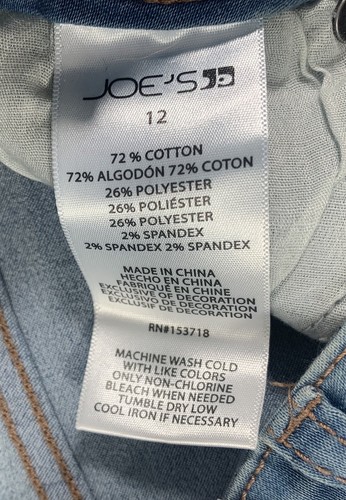 JOE'S
12
72 % COTTON
72% ALGODÓN 72% COTON
26% POLYESTER
26% POLIÉSTER
26% POLYESTER
2% SPANDEX
2% SPANDEX 2% SPANDEX
MADE IN CHINA
HECHO EN CHINA
FABRIQUÉ EN CHINE
EXCLUSIVE OF DECORATION
EXCLUSIVO DE DECORACIÓN
EXCLUSIF DE DECORATION
RN#153718
MACHINE WASH COLD
WITH LIKE COLORS
ONLY NON-CHLORINE
BLEACH WHEN NEEDED
TUMBLE DRY LOW
COOL IRON IF NECESSARY